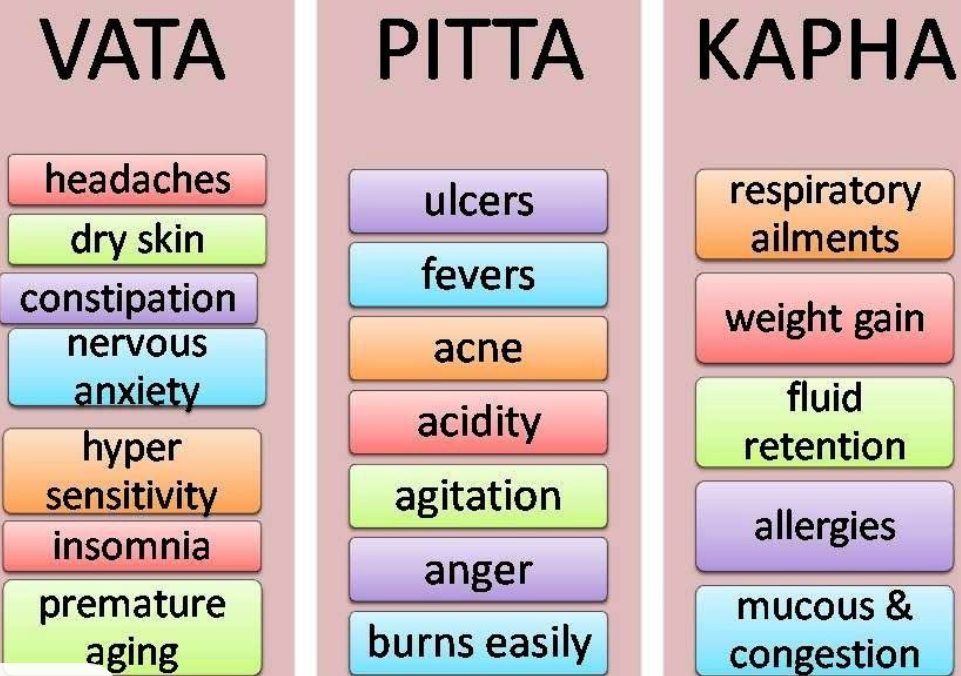 VATA
headaches
dry skin
constipation
nervous
anxiety
hyper
sensitivity
insomnia
premature
aging
PITTA
ulcers
fevers
acne
acidity
agitation
anger
burns easily
KAPHA
respiratory
ailments
weight gain
fluid
retention
allergies
mucous &
congestion